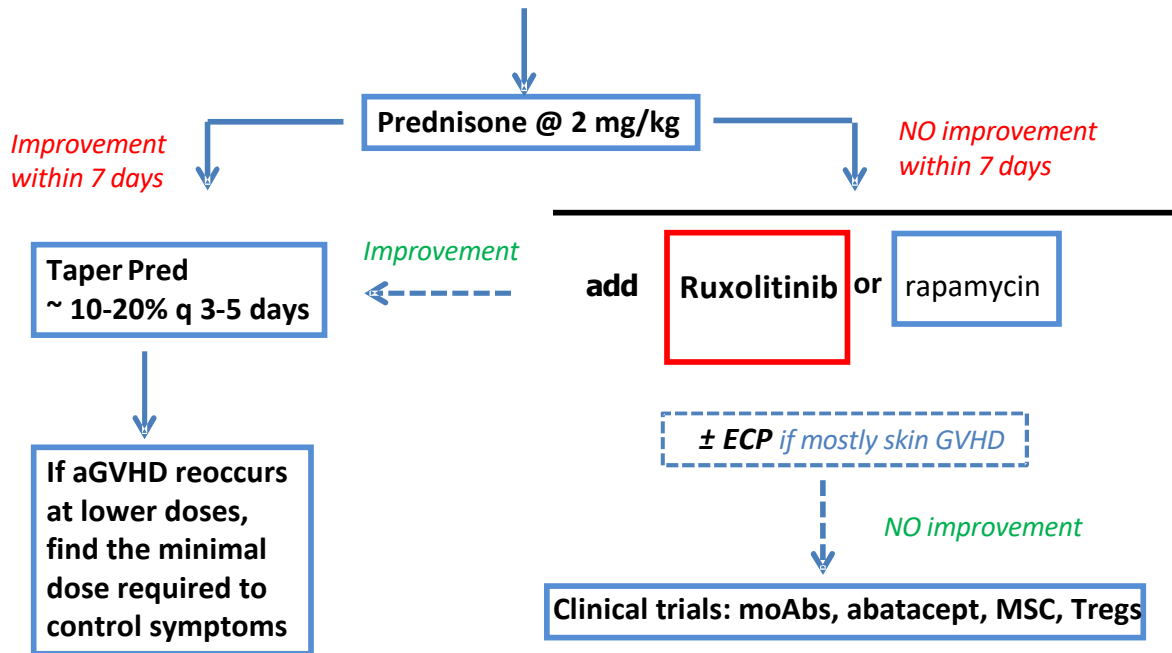 Prednisone @ 2 mg/kg
Improvement
within 7 days
NO improvement
within 7 days
Taper Pred
~ 10-20% q 3-5 days
Improvement
add Ruxolitinib or rapamycin
± ECP if mostly skin GVHD
If aGVHD reoccurs
at lower doses,
find the minimal
dose required to
control symptoms
NO improvement
Clinical trials: moAbs, abatacept, MSC, Tregs